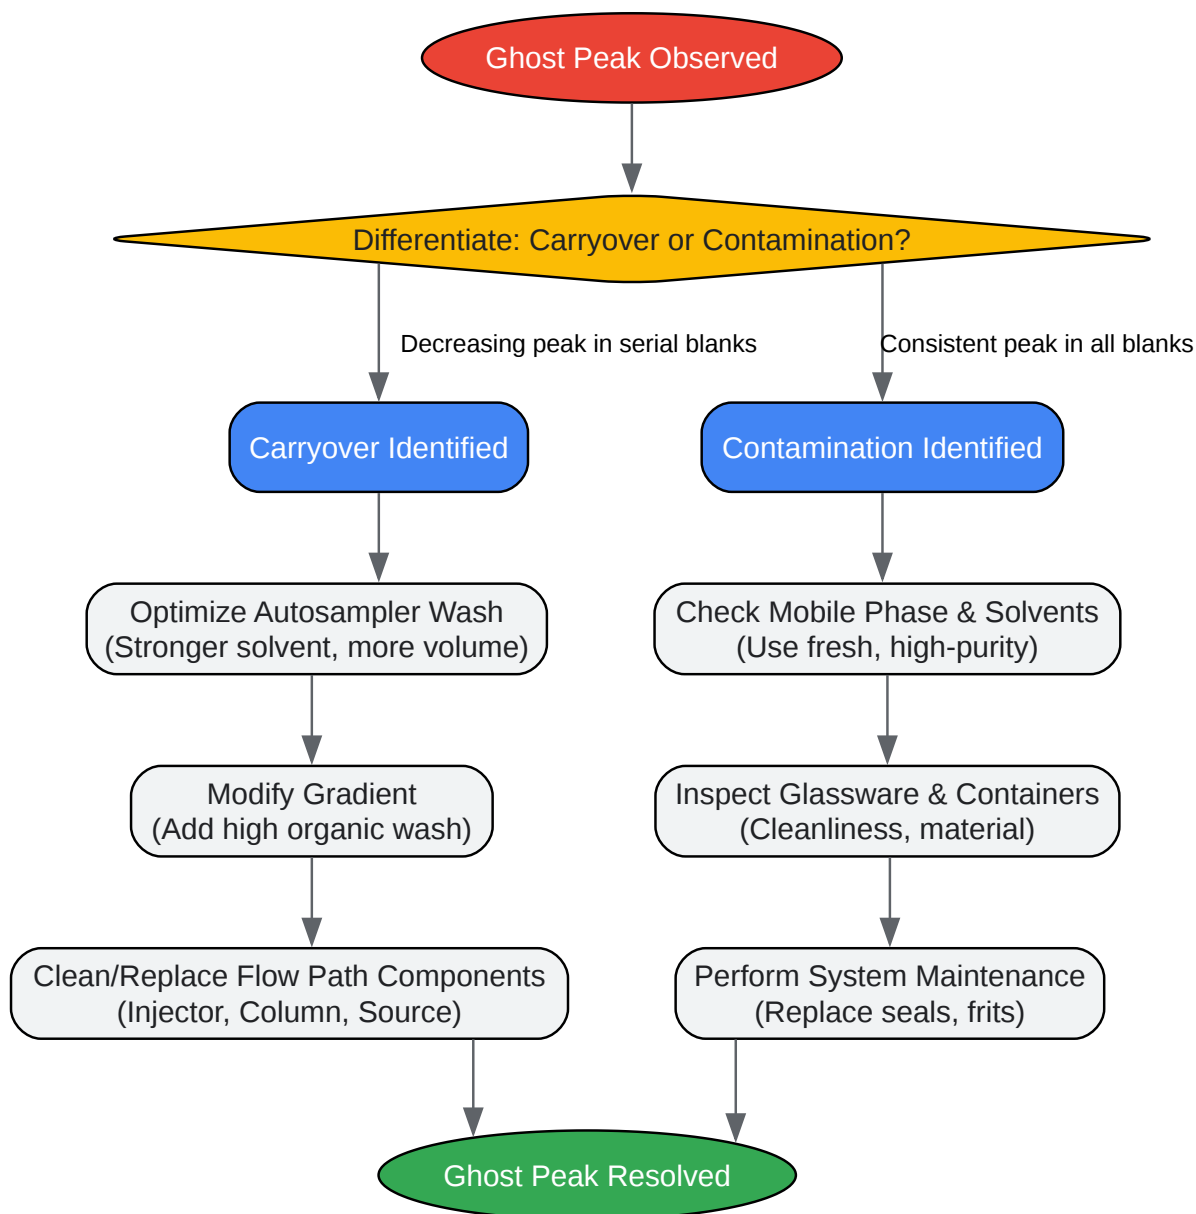 Ghost Peak Observed
Differentiate: Carryover or Contamination?
Decreasing peak in serial blanks
Consistent peak in all blanks
Carryover Identified
Contamination Identified
Optimize Autosampler Wash
(Stronger solvent, more volume)
Check Mobile Phase & Solvents
(Use fresh, high-purity)
Modify Gradient
(Add high organic wash)
Inspect Glassware & Containers
(Cleanliness, material)
Clean/Replace Flow Path Components
(Injector, Column, Source)
Perform System Maintenance
(Replace seals, frits)
Ghost Peak Resolved